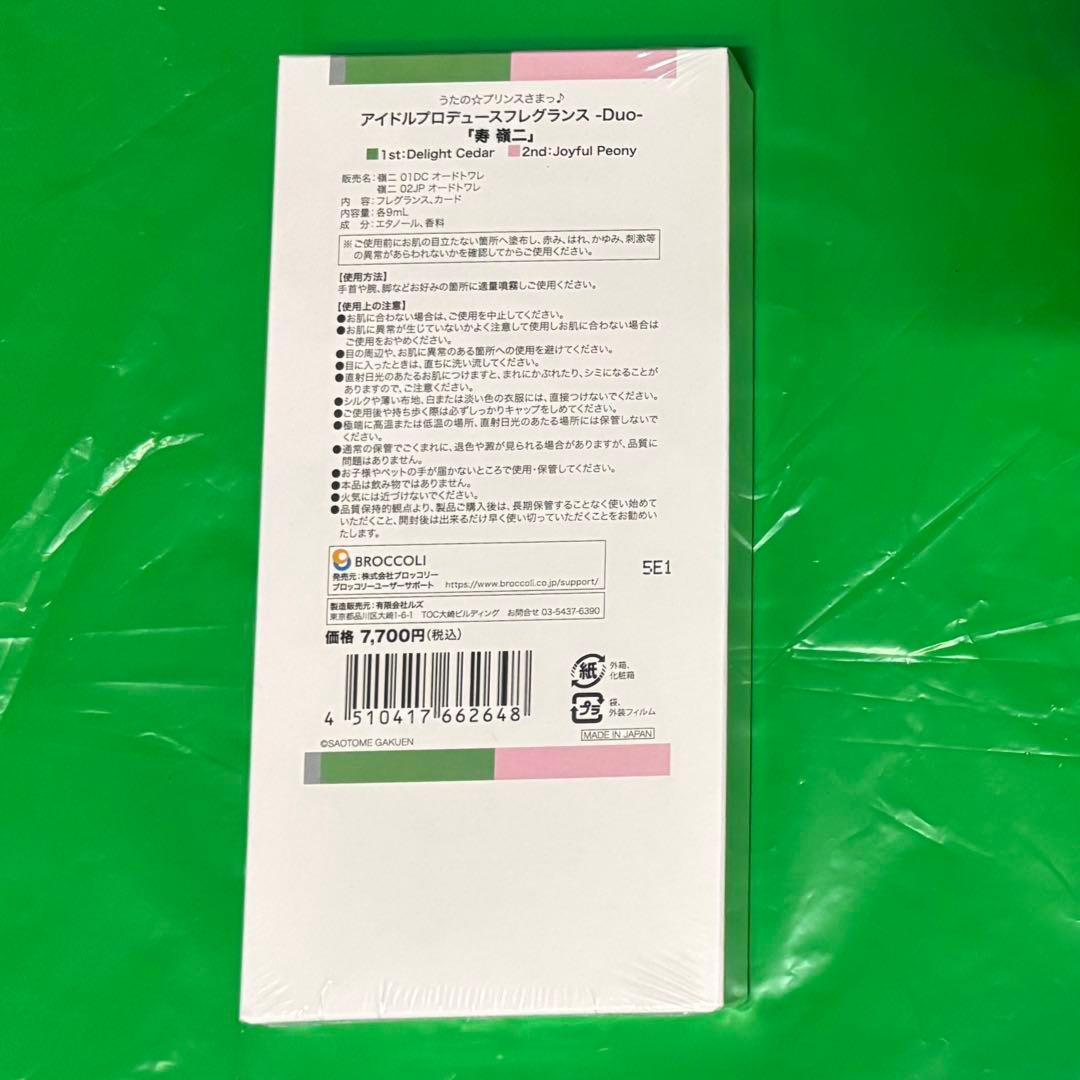 うたの☆プリンスさまっ♪
アイドルプロデュースフレグランス -Duo-
「寿 嶺二」
1st:Delight Cedar 2nd:Joyful Peony
販売名:嶺二 01DC オードトワレ
嶺二 02JP オードトワレ
内 容:フレグランス、カード
内容量:各9mL
成 分:エタノール、香料
※ご使用前にお肌の目立たない箇所へ塗布し、赤み、はれ、かゆみ、刺激等
の異常があらわれないかを確認してからご使用ください。
【使用方法】
手首や腕、脚などお好みの箇所に適量噴霧しご使用ください。
【使用上の注意】
●お肌に合わない場合は、ご使用を中止してください。
●お肌に異常が生じていないかよく注意して使用しお肌に合わない場合は
ご使用をおやめください。
●目の周辺や、お肌に異常のある箇所への使用を避けてください。
●目に入ったときは、直ちに洗い流してください。
●直射日光のあたるお肌につけますと、まれにかぶれたり、シミになることが
ありますので、ご注意ください。
●シルクや薄い布地、白または淡い色の衣服には、直接つけないでください。
●ご使用後や持ち歩く際は必ずしっかりキャップをしめてください。
●極端に高温または低温の場所、直射日光のあたる場所には保管しないで
ください。
●通常の保管でごくまれに、退色や澱が見られる場合がありますが、品質に
問題はありません。
●お子様やペットの手が届かないところで使用・保管してください。
●本品は飲み物ではありません。
●火気には近づけないでください。
●品質保持的観点より、製品ご購入後は、長期保管することなく使い始めて
いただくこと、開封後は出来るだけ早く使い切っていただくことをお勧めい
たします。
BROCCOLI
発売元:株式会社ブロッコリー
ブロッコリーユーザーサポート https://www.broccoli.co.jp/support/
5E1
製造販売元:有限会社ルズ
東京都品川区大崎1-6-1 TOC大崎ビルディング お問合せ 03-5437-6390
価格 7,700円(税込)
紙 外箱、
化粧箱
プラ 袋、
外装フィルム
4 510417 662648
MADE IN JAPAN
©SAOTOME GAKUEN